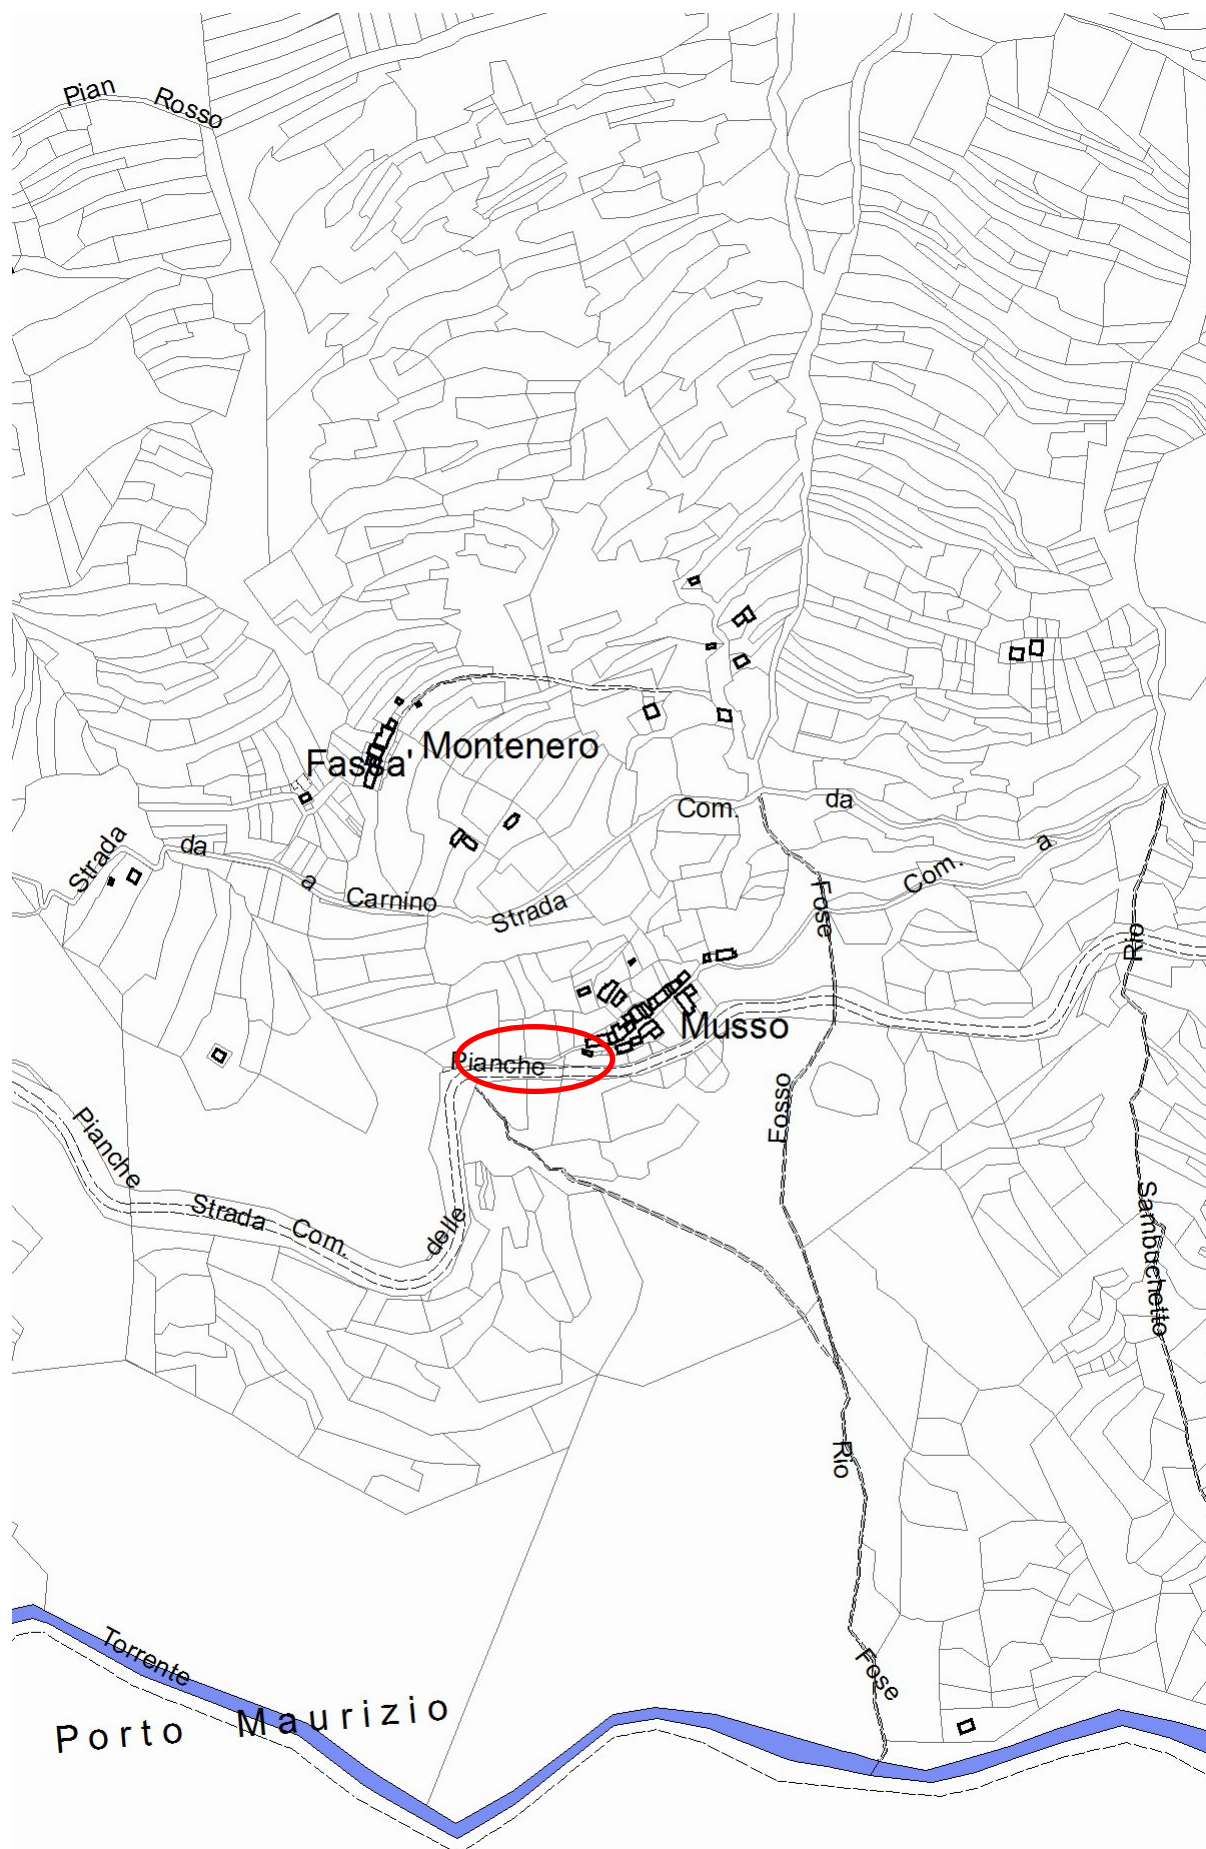 Pian Rosso
Fassa' Montenero
Com. da
Strada da a Carnino Strada
Fose
Com. a
Rio
Musso
Pianche
Fosso
Pianche
Strada Com. delle
Sambuchetto
Rio
Torrente
Fose
Porto Maurizio